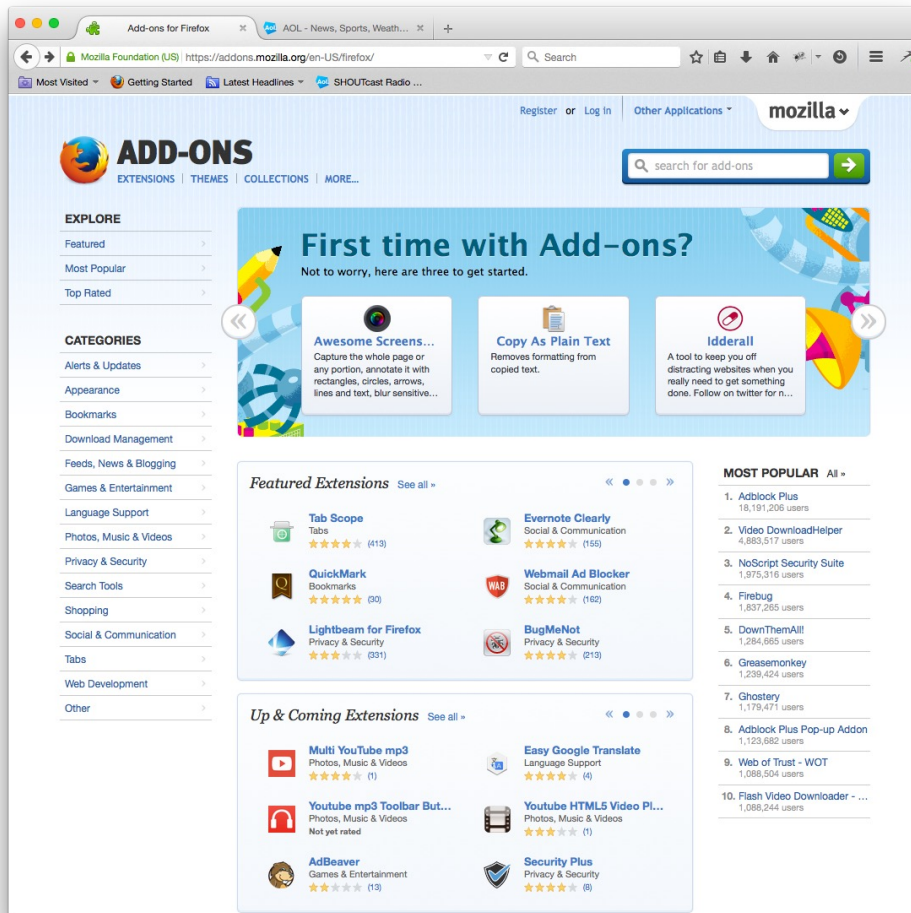 Add-ons for Firefox
AOL - News, Sports, Weath...
Mozilla Foundation (US)
https://addons.mozilla.org/en-US/firefox/
Search
Most Visited
Getting Started
Latest Headlines
SHOUTcast Radio ...
Register or Log in
Other Applications
mozilla
ADD-ONS
EXTENSIONS | THEMES | COLLECTIONS | MORE...
search for add-ons
EXPLORE
Featured
Most Popular
Top Rated
CATEGORIES
Alerts & Updates
Appearance
Bookmarks
Download Management
Feeds, News & Blogging
Games & Entertainment
Language Support
Photos, Music & Videos
Privacy & Security
Search Tools
Shopping
Social & Communication
Tabs
Web Development
Other
First time with Add-ons?
Not to worry, here are three to get started.
Awesome Screens...
Capture the whole page or
any portion, annotate it with
rectangles, circles, arrows,
lines and text, blur sensitive...
Copy As Plain Text
Removes formatting from
copied text.
Idderall
A tool to keep you off
distracting websites when you
really need to get something
done. Follow on twitter for n...
Featured Extensions See all »
Tab Scope
Tabs
(413)
Evernote Clearly
Social & Communication
(155)
QuickMark
Bookmarks
(30)
WAB
Webmail Ad Blocker
Social & Communication
(162)
Lightbeam for Firefox
Privacy & Security
(331)
BugMeNot
Privacy & Security
(213)
Up & Coming Extensions See all »
Multi YouTube mp3
Photos, Music & Videos
(1)
Easy Google Translate
Language Support
(4)
Youtube mp3 Toolbar But...
Photos, Music & Videos
Not yet rated
Youtube HTML5 Video Pl...
Photos, Music & Videos
(1)
AdBeaver
Games & Entertainment
(13)
Security Plus
Privacy & Security
(8)
MOST POPULAR All »
1. Adblock Plus
18,191,206 users
2. Video DownloadHelper
4,883,517 users
3. NoScript Security Suite
1,975,316 users
4. Firebug
1,837,265 users
5. DownThemAll!
1,284,665 users
6. Greasemonkey
1,239,424 users
7. Ghostery
1,179,471 users
8. Adblock Plus Pop-up Addon
1,123,682 users
9. Web of Trust - WOT
1,088,504 users
10. Flash Video Downloader - ...
1,088,244 users